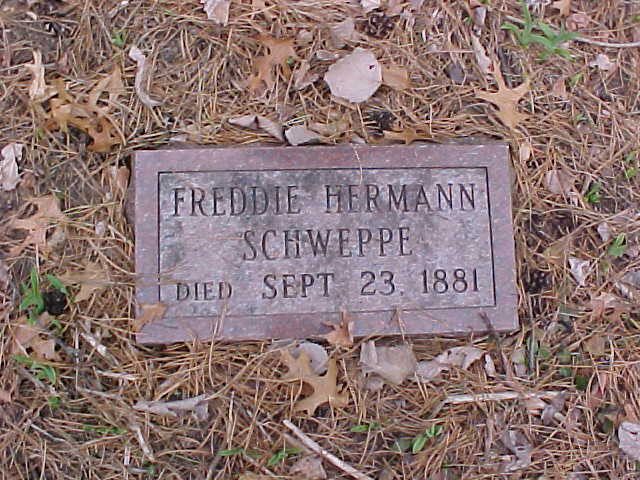 FREDDIE HERMANN
SCHWEPPE
DIED SEPT 23, 1881